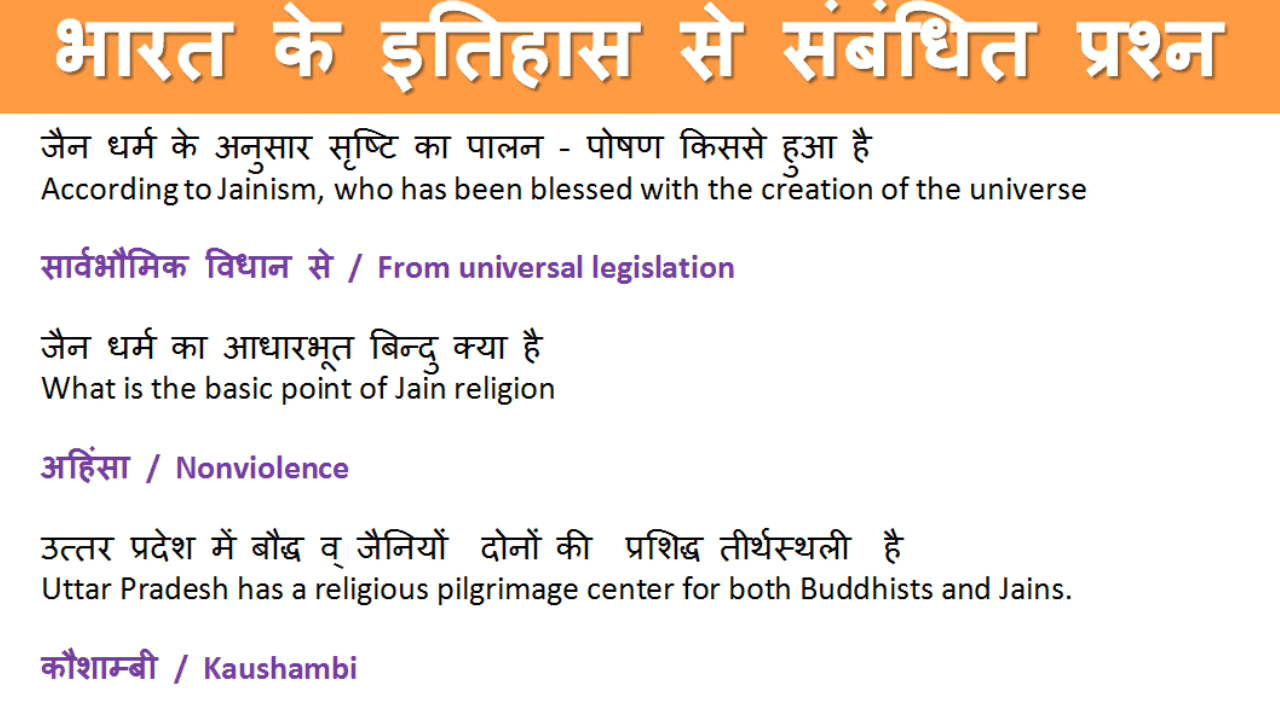 भारत के इतिहास से संबंधित प्रश्न
जैन धर्म के अनुसार सृष्टि का पालन - पोषण किससे हुआ है
According to Jainism, who has been blessed with the creation of the universe
सार्वभौमिक विधान से / From universal legislation
जैन धर्म का आधारभूत बिन्दु क्या है
What is the basic point of Jain religion
अहिंसा / Nonviolence
उत्तर प्रदेश में बौद्ध व् जैनियों दोनों की प्रशिद्ध तीर्थस्थली है
Uttar Pradesh has a religious pilgrimage center for both Buddhists and Jains.
कौशाम्बी / Kaushambi